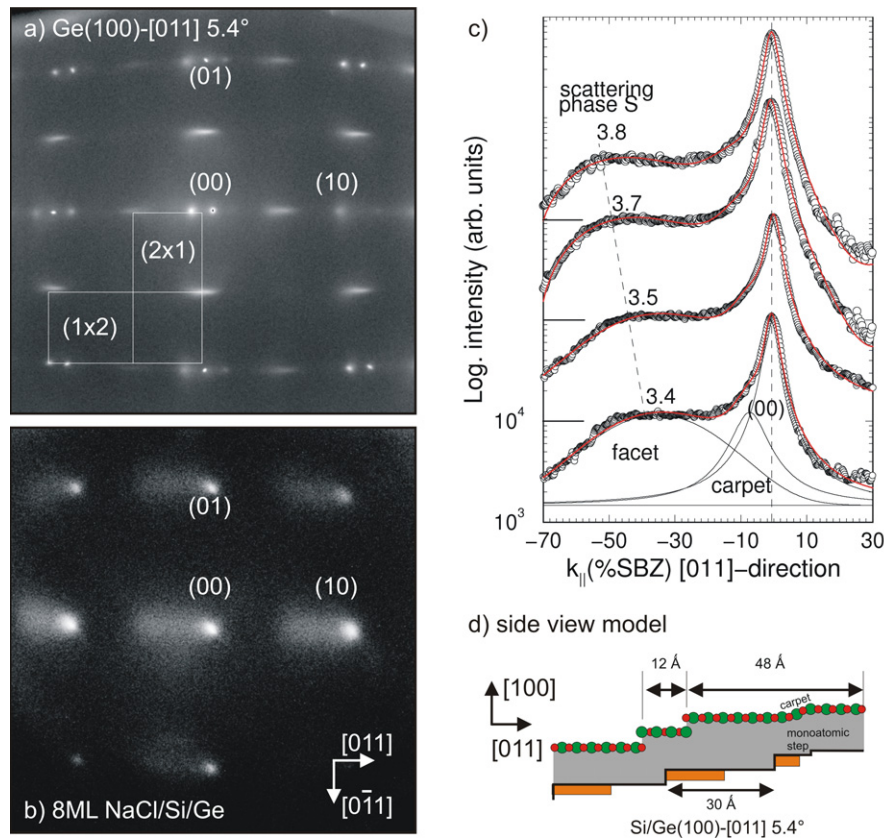 a) Ge(100)-[011] 5.4°
(01)
(00)
(10)
(2x1)
(1x2)
(01)
(00)
(10)
[011]
[01̄1]
b) 8ML NaCl/Si/Ge
c)
scattering
phase S
3.8
3.7
3.5
3.4
(00)
facet
carpet
Log. intensity (arb. units)
10⁴
10³
−70 −50 −30 −10 10 30
k||(%SBZ) [011]−direction
d) side view model
12 Å
48 Å
[100]
[011]
carpet
monoatomic
step
30 Å
Si/Ge(100)-[011] 5.4°